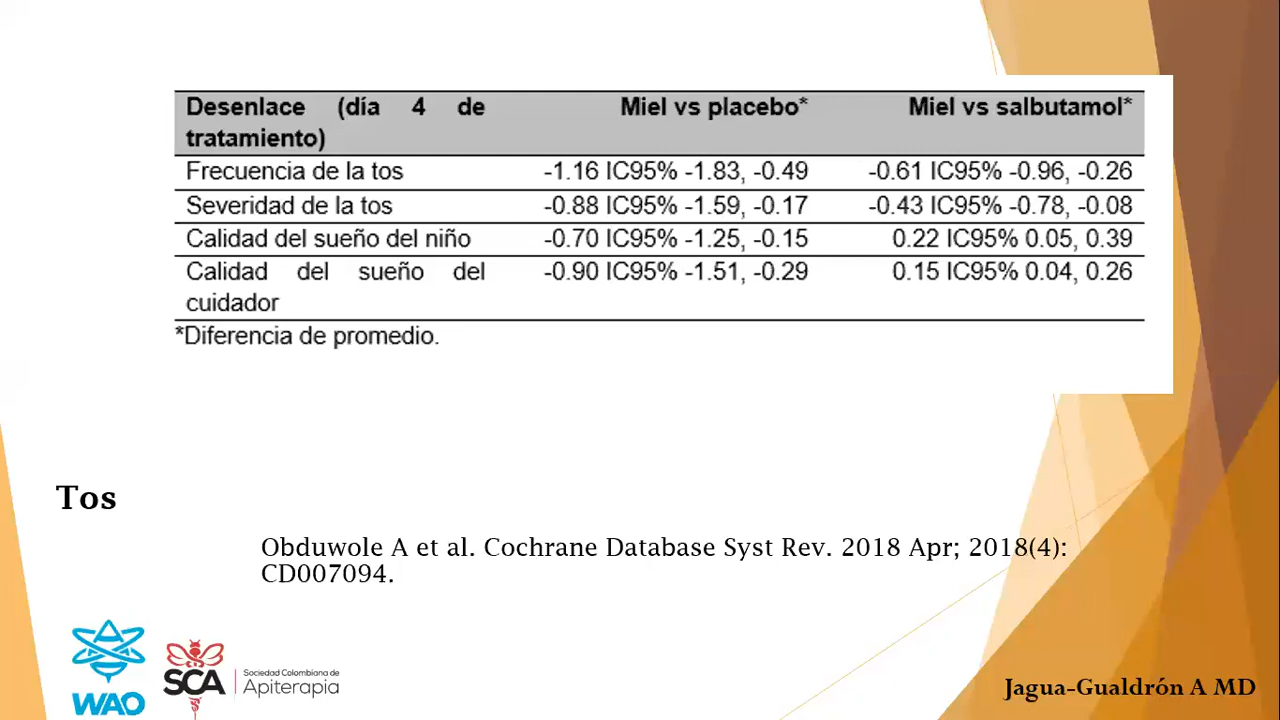 Desenlace (día 4 de tratamiento) Miel vs placebo* Miel vs salbutamol*
Frecuencia de la tos -1.16 IC95% -1.83, -0.49 -0.61 IC95% -0.96, -0.26
Severidad de la tos -0.88 IC95% -1.59, -0.17 -0.43 IC95% -0.78, -0.08
Calidad del sueño del niño -0.70 IC95% -1.25, -0.15 0.22 IC95% 0.05, 0.39
Calidad del sueño del cuidador -0.90 IC95% -1.51, -0.29 0.15 IC95% 0.04, 0.26
*Diferencia de promedio.
Tos
Obduwole A et al. Cochrane Database Syst Rev. 2018 Apr; 2018(4):
CD007094.
WAO
SCA
Sociedad Colombiana de
Apiterapia
Jagua-Gualdrón A MD